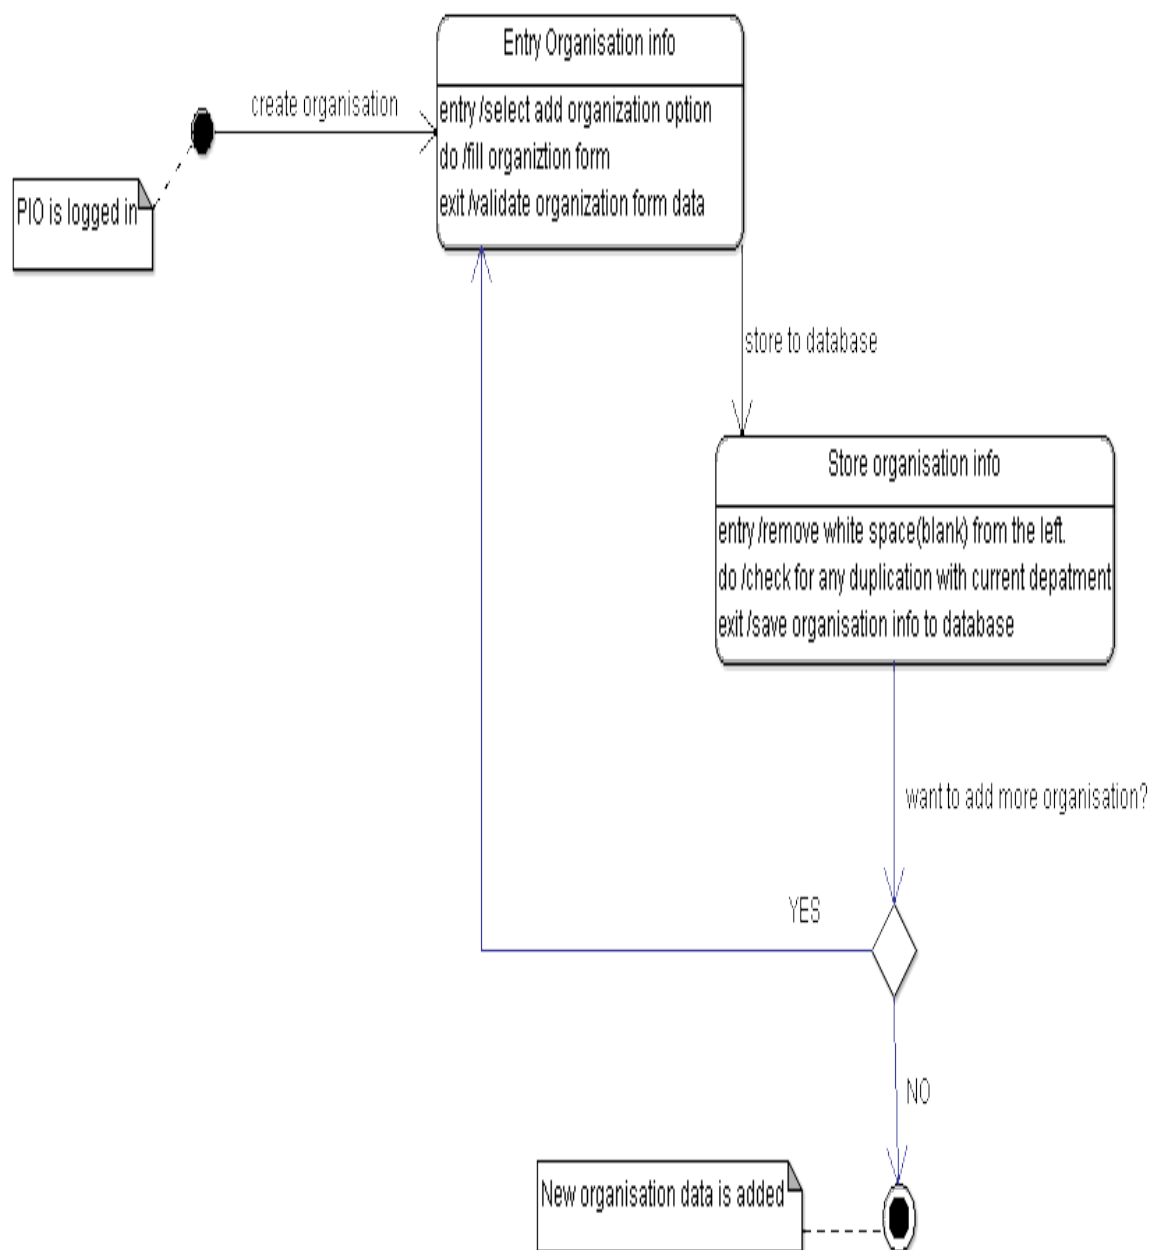 Entry Organisation info
create organisation
entry /select add organization option
do /fill organiztion form
exit /validate organization form data
PIO is logged in
store to database
Store organisation info
entry /remove white space(blank) from the left.
do /check for any duplication with current depatment
exit /save organisation info to database
want to add more organisation?
YES
NO
New organisation data is added